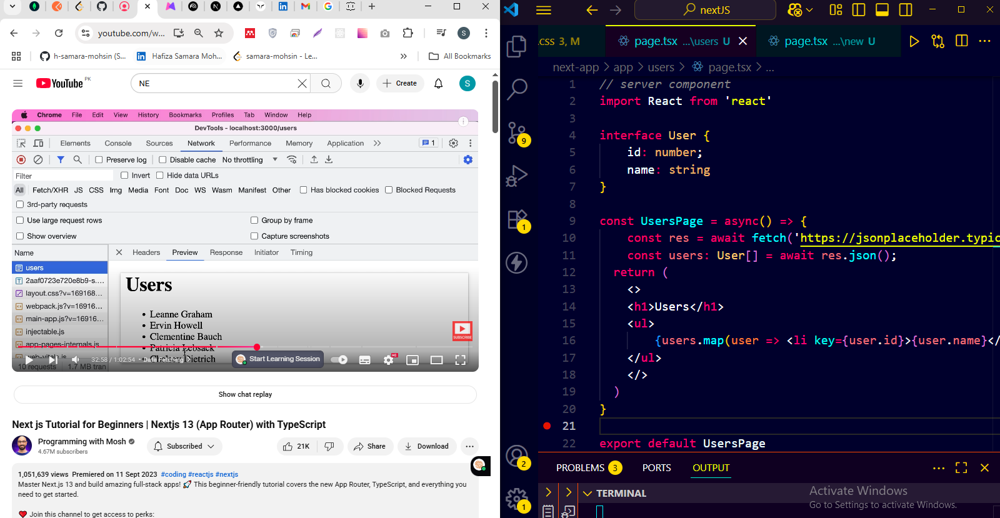 youtube.com/w...
S
h-samara-mohsin (S...
Hafiza Samara Moh...
samara-mohsin - Le...
All Bookmarks
YouTube PK
NE
Create
S
Chrome File Edit View History Bookmarks Profiles Tab Window Help
DevTools - localhost:3000/users
Elements Console Sources Network Performance Memory Application 1
Preserve log Disable cache No throttling
Filter Invert Hide data URLs
All Fetch/XHR JS CSS Img Media Font Doc WS Wasm Manifest Other Has blocked cookies Blocked Requests
3rd-party requests
Use large request rows Group by frame
Show overview Capture screenshots
Name Headers Preview Response Initiator Timing
users
2aaf0723e720e8b9-s....
layout.css?v=169168...
webpack.js?v=16916...
main-app.js?v=16916...
injectable.js
app-pages-internals.js
web-vitals.js
10 requests 1.7 MB tran
Users
• Leanne Graham
• Ervin Howell
• Clementine Bauch
• Patricia Lebsack
• Chelsey Dietrich
SUBSCRIBE
32:58 / 1:02:54 • Data Fetching
Start Learning Session
HD
Show chat replay
Next js Tutorial for Beginners | Nextjs 13 (App Router) with TypeScript
Programming with Mosh
4.67M subscribers
Subscribed
21K
Share
Download
1,051,639 views Premiered on 11 Sept 2023 #coding #reactjs #nextjs
Master Next.js 13 and build amazing full-stack apps! 🚀 This beginner-friendly tutorial covers the new App Router, TypeScript, and everything you
need to get started.
❤️ Join this channel to get access to perks:
nextJS
.css 3, M
page.tsx ...\users U
page.tsx ...\new U
next-app > app > users > page.tsx > ...
9
1
2
1
1 // server component
2 import React from 'react'
3
4 interface User {
5 id: number;
6 name: string
7 }
8
9 const UsersPage = async() => {
10 const res = await fetch('https://jsonplaceholder.typic
11 const users: User[] = await res.json();
12 return (
13 <>
14 <h1>Users</h1>
15 <ul>
16 {users.map(user => <li key={user.id}>{user.name}</
17 </ul>
18 </>
19 )
20 }
21
22 export default UsersPage
PROBLEMS 3 PORTS OUTPUT
TERMINAL
Activate Windows
Go to Settings to activate Windows.